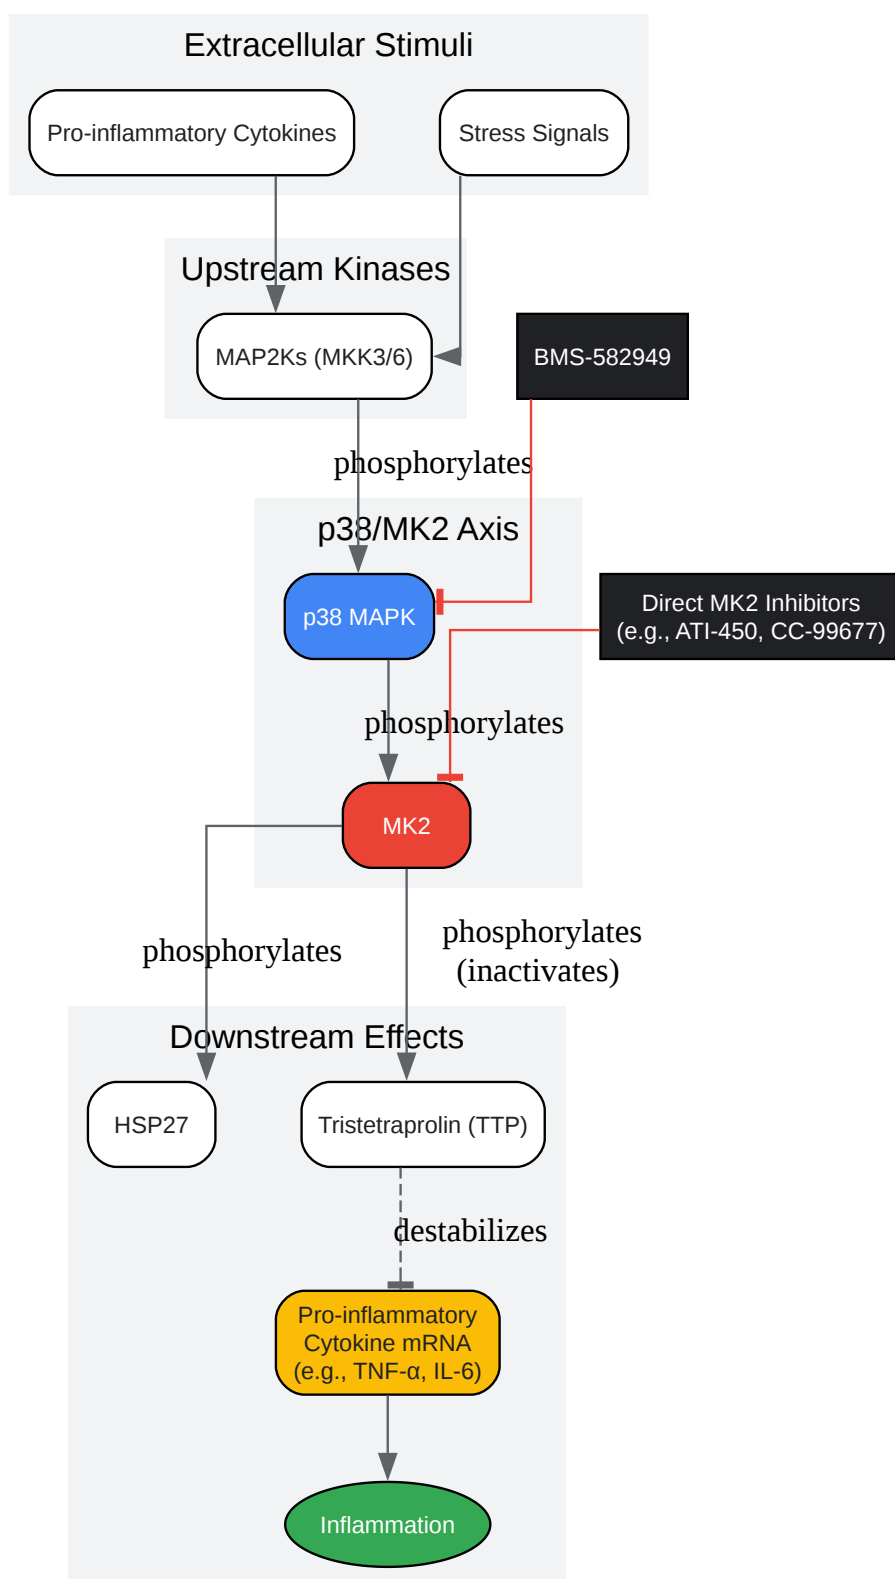 Extracellular Stimuli
Pro-inflammatory Cytokines
Stress Signals
Upstream Kinases
MAP2Ks (MKK3/6)
BMS-582949
phosphorylates
p38/MK2 Axis
p38 MAPK
Direct MK2 Inhibitors
(e.g., ATI-450, CC-99677)
phosphorylates
MK2
phosphorylates
phosphorylates
(inactivates)
Downstream Effects
HSP27
Tristetraprolin (TTP)
destabilizes
Pro-inflammatory
Cytokine mRNA
(e.g., TNF-α, IL-6)
Inflammation